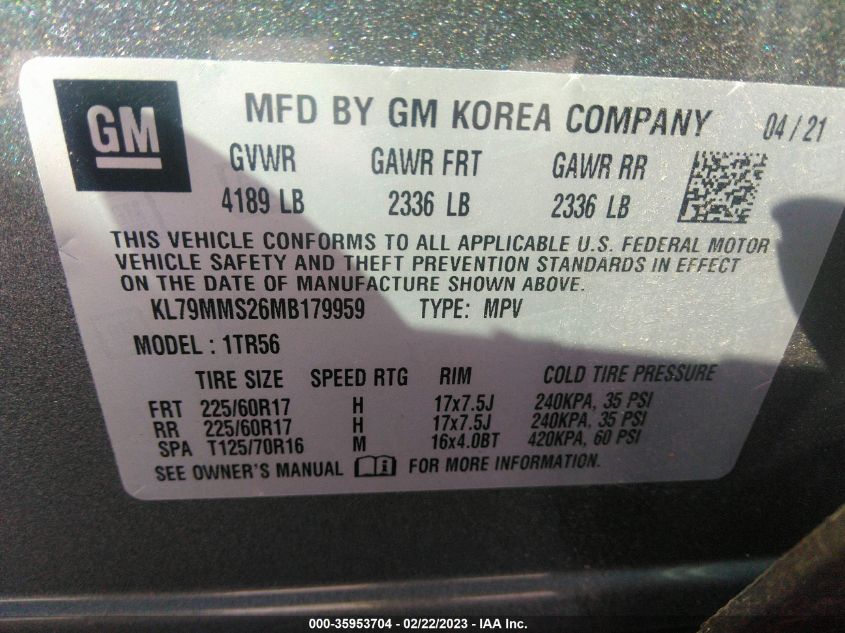 GM
MFD BY GM KOREA COMPANY 04/21
GVWR GAWR FRT GAWR RR
4189 LB 2336 LB 2336 LB
THIS VEHICLE CONFORMS TO ALL APPLICABLE U.S. FEDERAL MOTOR
VEHICLE SAFETY AND THEFT PREVENTION STANDARDS IN EFFECT
ON THE DATE OF MANUFACTURE SHOWN ABOVE.
KL79MMS26MB179959 TYPE: MPV
MODEL : 1TR56
TIRE SIZE SPEED RTG RIM COLD TIRE PRESSURE
FRT 225/60R17 H 17x7.5J 240KPA, 35 PSI
RR 225/60R17 H 17x7.5J 240KPA, 35 PSI
SPA T125/70R16 M 16x4.0BT 420KPA, 60 PSI
SEE OWNER'S MANUAL FOR MORE INFORMATION.
000-35953704 - 02/22/2023 - IAA Inc.